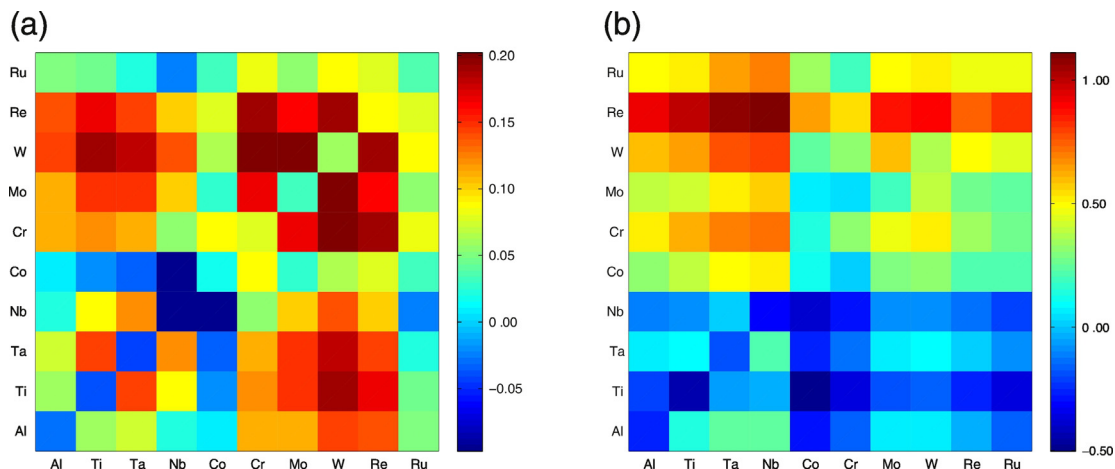 (a)
Ru
Re
W
Mo
Cr
Co
Nb
Ta
Ti
Al
Al Ti Ta Nb Co Cr Mo W Re Ru
0.20
0.15
0.10
0.05
0.00
−0.05
(b)
Ru
Re
W
Mo
Cr
Co
Nb
Ta
Ti
Al
Al Ti Ta Nb Co Cr Mo W Re Ru
1.00
0.50
0.00
−0.50